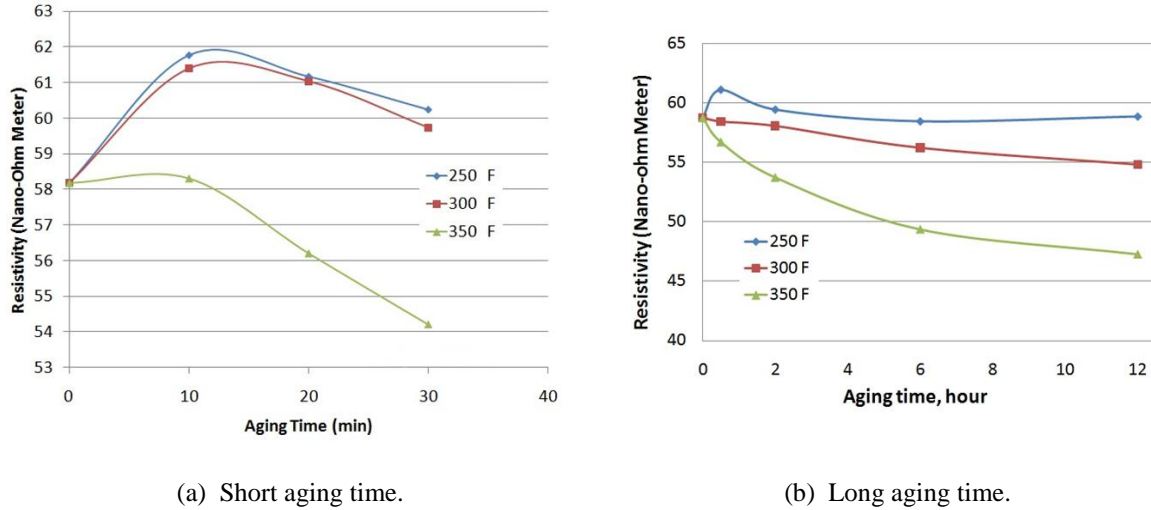 63
62
61
60
59
58
57
56
55
54
53
0 10 20 30 40
Resistivity (Nano-Ohm Meter)
Aging Time (min)
250 F
300 F
350 F
65
60
55
50
45
40
0 2 4 6 8 10 12
Resistivity (Nano-ohm Meter)
Aging time, hour
250 F
300 F
350 F
(a) Short aging time.
(b) Long aging time.